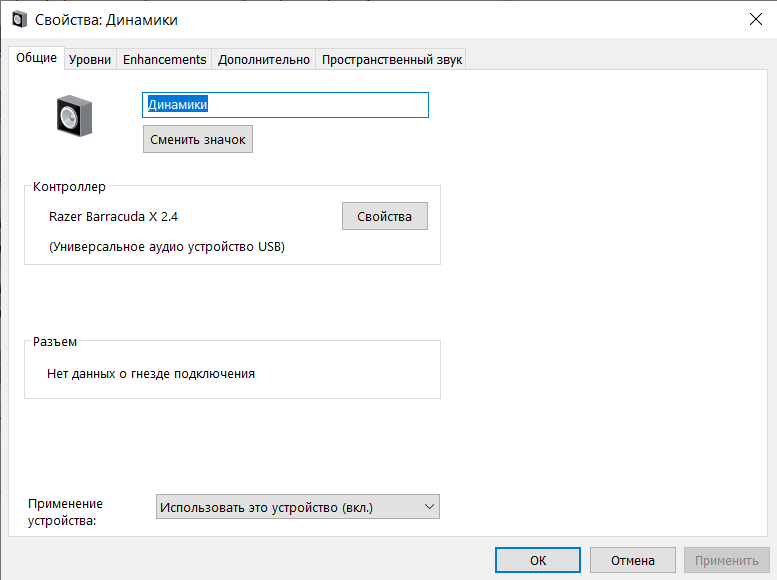 Свойства: Динамики
Общие Уровни Enhancements Дополнительно Пространственный звук
Динамики
Сменить значок
Контроллер
Razer Barracuda X 2.4 Свойства
(Универсальное аудио устройство USB)
Разъем
Нет данных о гнезде подключения
Применение
устройства:
Использовать это устройство (вкл.)
ОК Отмена Применить